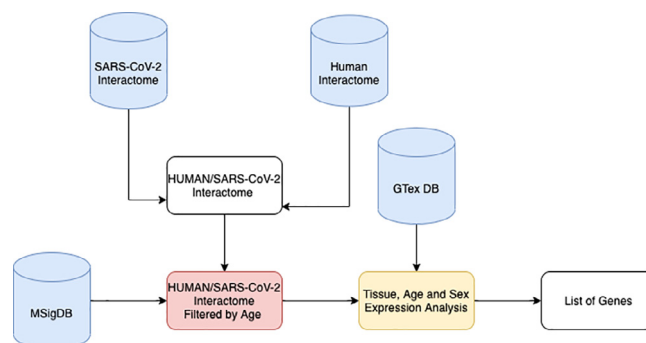 SARS-CoV-2
Interactome
Human
Interactome
HUMAN/SARS-CoV-2
Interactome
GTex DB
MSigDB
HUMAN/SARS-CoV-2
Interactome
Filtered by Age
Tissue, Age and Sex
Expression Analysis
List of Genes